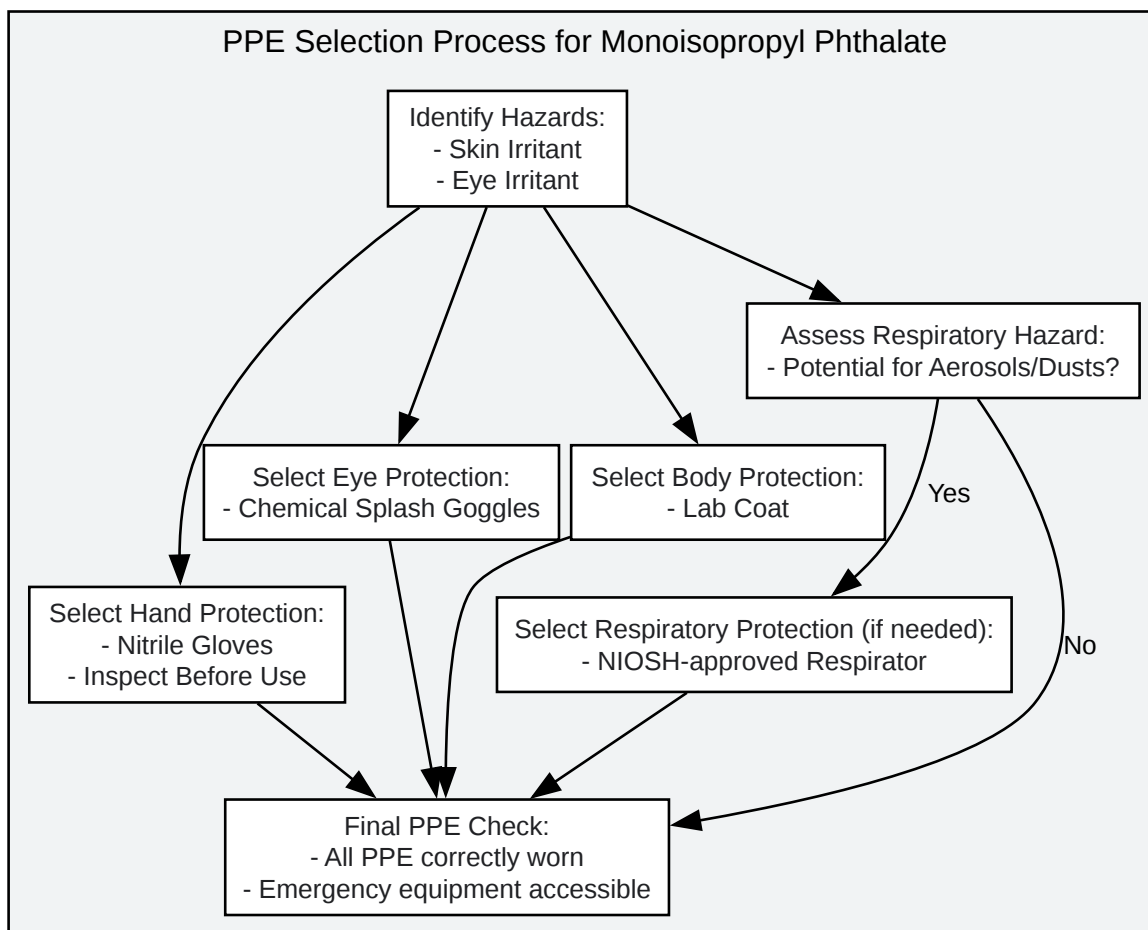 PPE Selection Process for Monoisopropyl Phthalate
Identify Hazards:
- Skin Irritant
- Eye Irritant
Assess Respiratory Hazard:
- Potential for Aerosols/Dusts?
Select Eye Protection:
- Chemical Splash Goggles
Select Body Protection:
- Lab Coat
Yes
Select Hand Protection:
- Nitrile Gloves
- Inspect Before Use
Select Respiratory Protection (if needed):
- NIOSH-approved Respirator
No
Final PPE Check:
- All PPE correctly worn
- Emergency equipment accessible